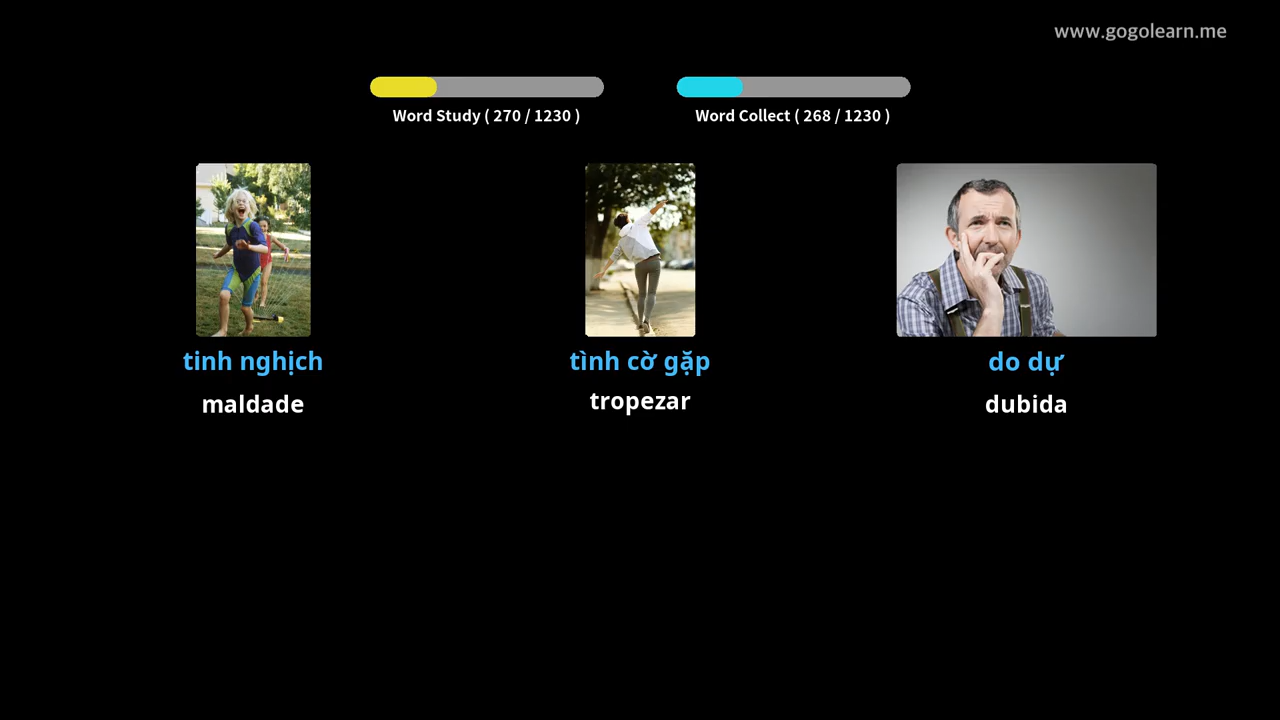 www.gogolearn.me
Word Study ( 270 / 1230 )
Word Collect ( 268 / 1230 )
tinh nghịch
tình cờ gặp
do dự
maldade
tropezar
dubida